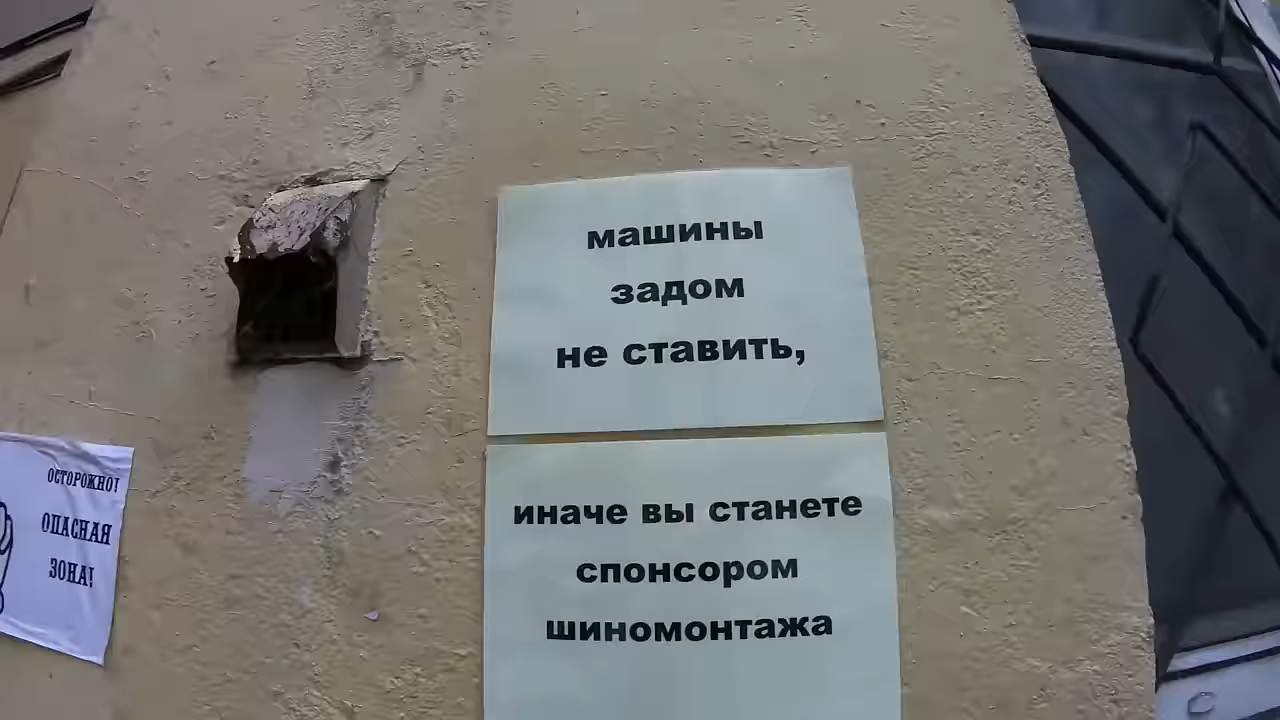 машины
задом
не ставить,
иначе вы станете
спонсором
шиномонтажа
ОСТОРОЖНО!
ОПАСНАЯ
ЗОНА!